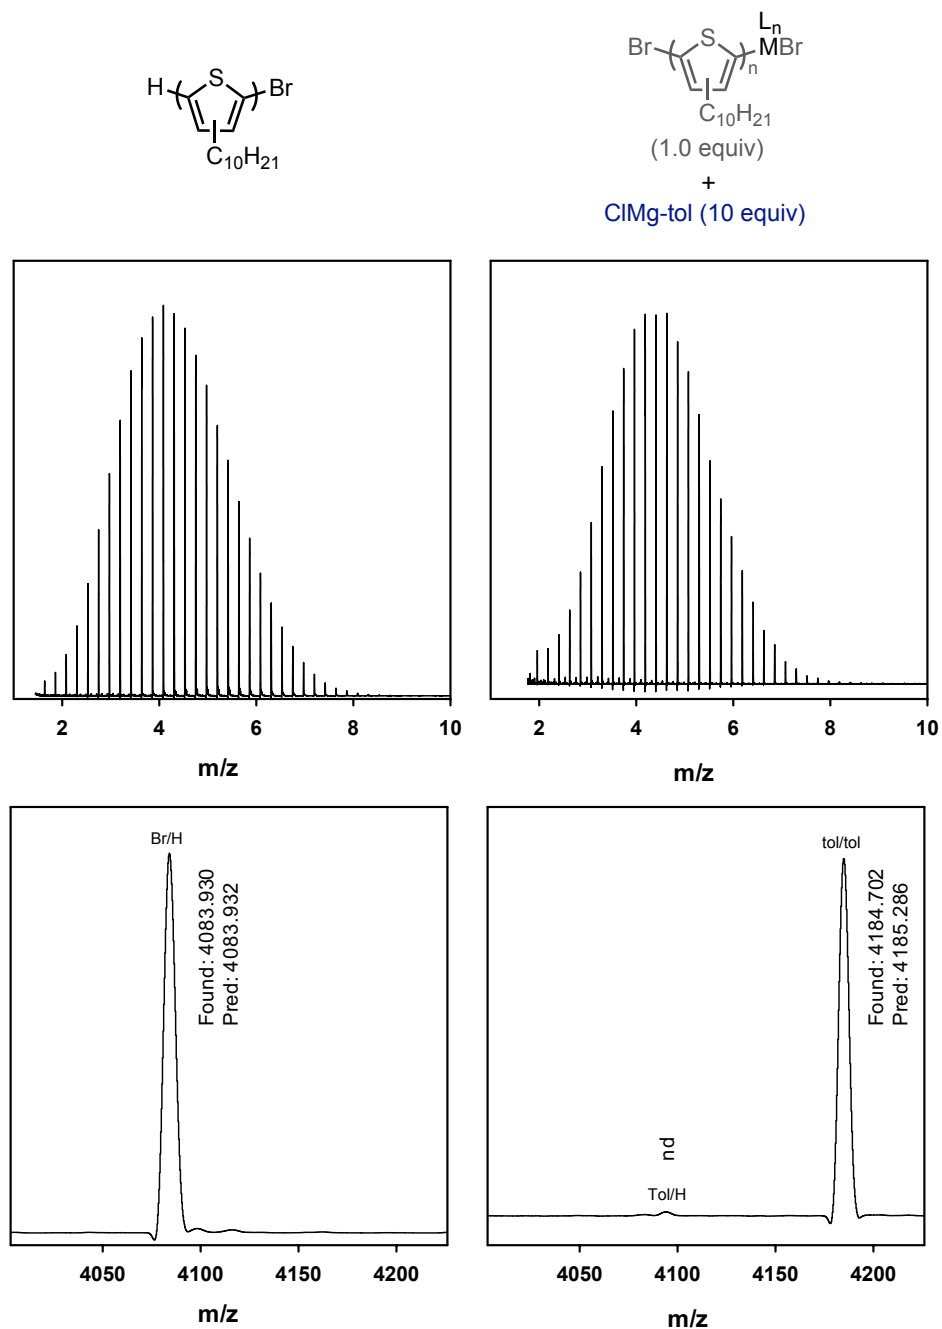 H
S
Br
C10H21
Br
S
n
Ln
MBr
C10H21
(1.0 equiv)
+
ClMg-tol (10 equiv)
2 4 6 8 10
m/z
2 4 6 8 10
m/z
Br/H
Found: 4083.930
Pred: 4083.932
4050 4100 4150 4200
m/z
tol/tol
Found: 4184.702
Pred: 4185.286
nd
Tol/H
4050 4100 4150 4200
m/z